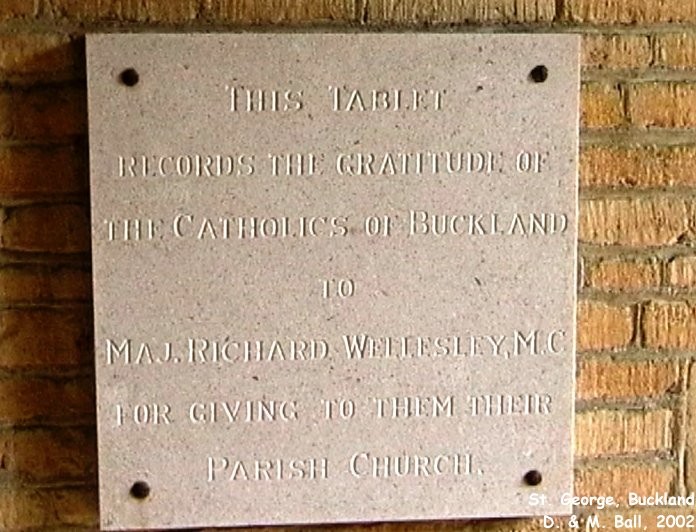 This Tablet
records the gratitude of
the Catholics of Buckland
to
Maj. Richard Wellesley, M.C
for giving to them their
Parish Church.
St. George, Buckland
D. & M. Ball, 2002